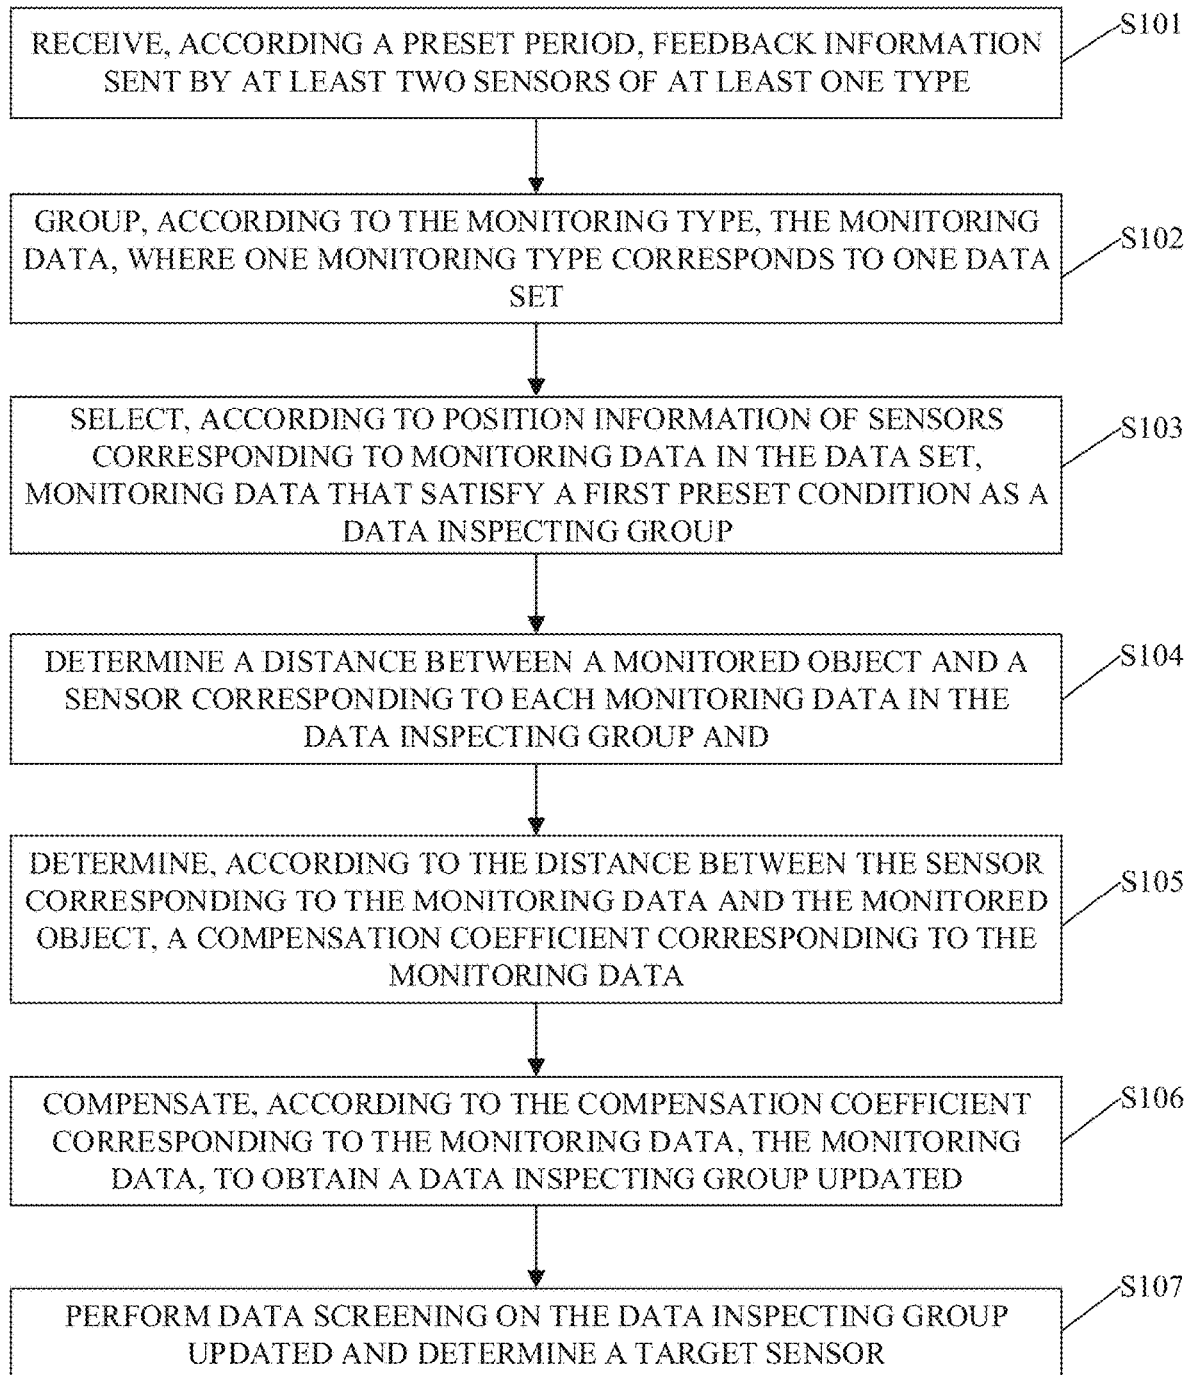 RECEIVE, ACCORDING A PRESET PERIOD, FEEDBACK INFORMATION
SENT BY AT LEAST TWO SENSORS OF AT LEAST ONE TYPE
S101
GROUP, ACCORDING TO THE MONITORING TYPE, THE MONITORING
DATA, WHERE ONE MONITORING TYPE CORRESPONDS TO ONE DATA
SET
S102
SELECT, ACCORDING TO POSITION INFORMATION OF SENSORS
CORRESPONDING TO MONITORING DATA IN THE DATA SET,
MONITORING DATA THAT SATISFY A FIRST PRESET CONDITION AS A
DATA INSPECTING GROUP
S103
DETERMINE A DISTANCE BETWEEN A MONITORED OBJECT AND A
SENSOR CORRESPONDING TO EACH MONITORING DATA IN THE
DATA INSPECTING GROUP AND
S104
DETERMINE, ACCORDING TO THE DISTANCE BETWEEN THE SENSOR
CORRESPONDING TO THE MONITORING DATA AND THE MONITORED
OBJECT, A COMPENSATION COEFFICIENT CORRESPONDING TO THE
MONITORING DATA
S105
COMPENSATE, ACCORDING TO THE COMPENSATION COEFFICIENT
CORRESPONDING TO THE MONITORING DATA, THE MONITORING
DATA, TO OBTAIN A DATA INSPECTING GROUP UPDATED
S106
PERFORM DATA SCREENING ON THE DATA INSPECTING GROUP
UPDATED AND DETERMINE A TARGET SENSOR
S107